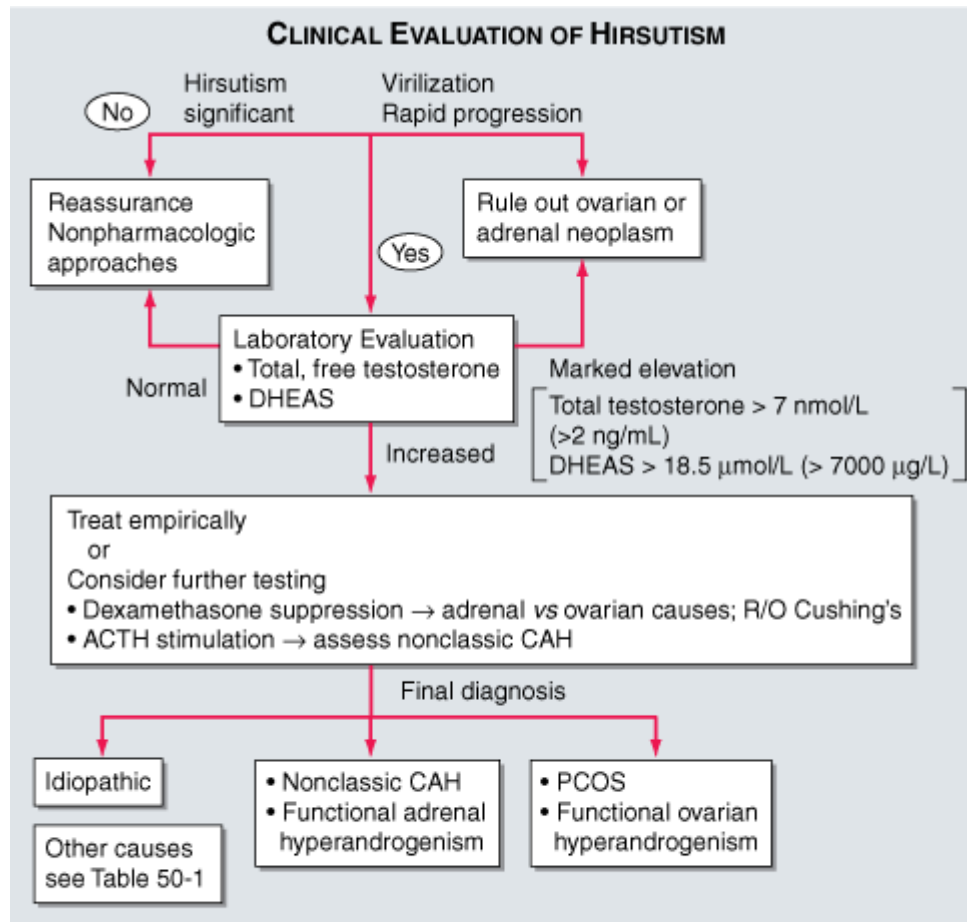 CLINICAL EVALUATION OF HIRSUTISM
No
Hirsutism
significant
Virilization
Rapid progression
Reassurance
Nonpharmacologic
approaches
Yes
Rule out ovarian or
adrenal neoplasm
Laboratory Evaluation
• Total, free testosterone
• DHEAS
Normal
Marked elevation
Total testosterone > 7 nmol/L
(>2 ng/mL)
DHEAS > 18.5 μmol/L (> 7000 μg/L)
Increased
Treat empirically
or
Consider further testing
• Dexamethasone suppression → adrenal vs ovarian causes; R/O Cushing's
• ACTH stimulation → assess nonclassic CAH
Final diagnosis
Idiopathic
• Nonclassic CAH
• Functional adrenal
hyperandrogenism
• PCOS
• Functional ovarian
hyperandrogenism
Other causes
see Table 50-1